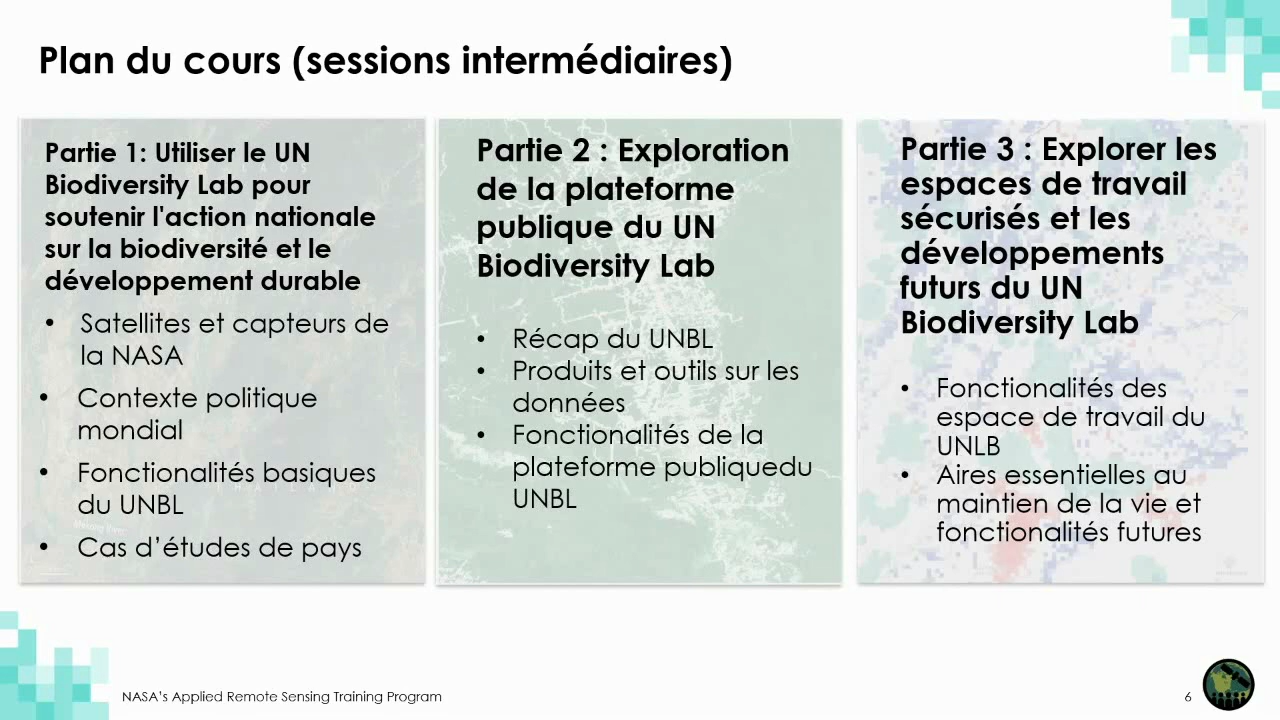 Plan du cours (sessions intermédiaires)
Partie 1: Utiliser le UN
Biodiversity Lab pour
soutenir l'action nationale
sur la biodiversité et le
développement durable
• Satellites et capteurs de
la NASA
• Contexte politique
mondial
• Fonctionalités basiques
du UNBL
• Cas d’études de pays
Partie 2 : Exploration
de la plateforme
publique du UN
Biodiversity Lab
• Récap du UNBL
• Produits et outils sur les
données
• Fonctionalités de la
plateforme publiquedu
UNBL
Partie 3 : Explorer les
espaces de travail
sécurisés et les
développements
futurs du UN
Biodiversity Lab
• Fonctionalités des
espace de travail du
UNLB
• Aires essentielles au
maintien de la vie et
fonctionalités futures
Mekong River
NASA’s Applied Remote Sensing Training Program
6